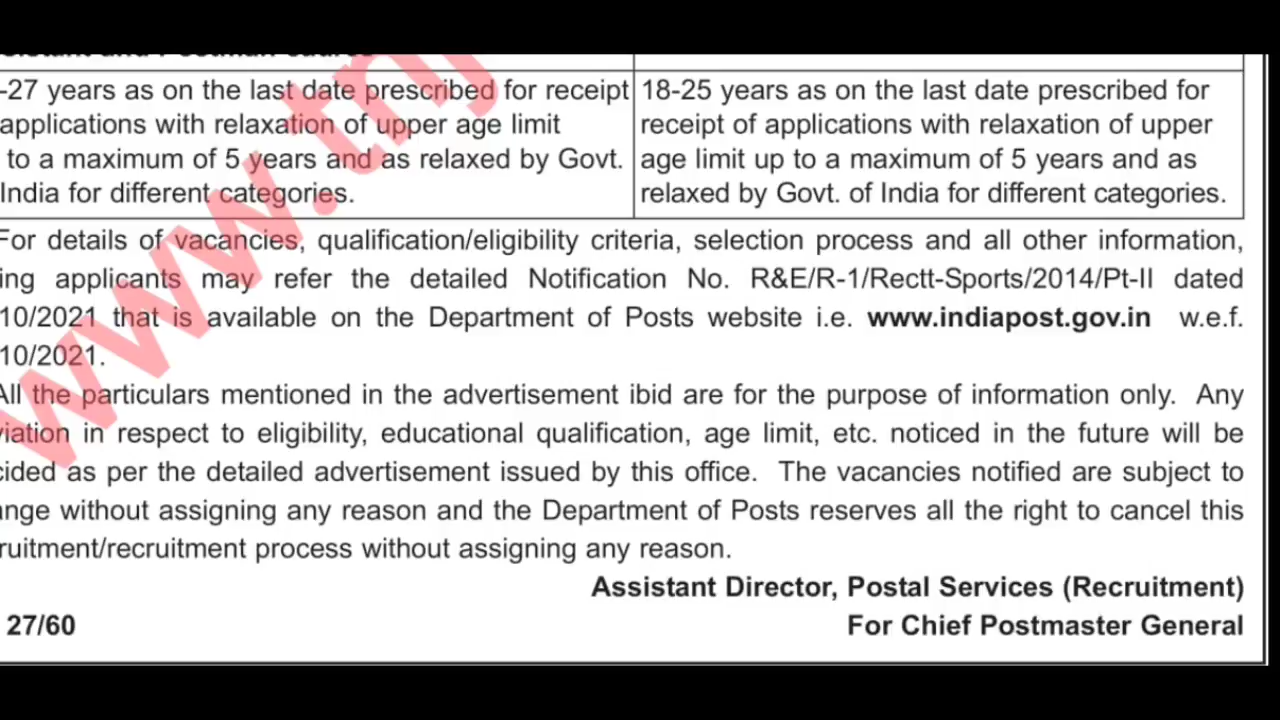 -27 years as on the last date prescribed for receipt
applications with relaxation of upper age limit
to a maximum of 5 years and as relaxed by Govt.
India for different categories.
18-25 years as on the last date prescribed for
receipt of applications with relaxation of upper
age limit up to a maximum of 5 years and as
relaxed by Govt. of India for different categories.
For details of vacancies, qualification/eligibility criteria, selection process and all other information,
ing applicants may refer the detailed Notification No. R&E/R-1/Rectt-Sports/2014/Pt-II dated
10/2021 that is available on the Department of Posts website i.e. www.indiapost.gov.in w.e.f.
10/2021.
All the particulars mentioned in the advertisement ibid are for the purpose of information only. Any
viation in respect to eligibility, educational qualification, age limit, etc. noticed in the future will be
cided as per the detailed advertisement issued by this office. The vacancies notified are subject to
ange without assigning any reason and the Department of Posts reserves all the right to cancel this
ruitment/recruitment process without assigning any reason.
Assistant Director, Postal Services (Recruitment)
27/60
For Chief Postmaster General
www.tnj